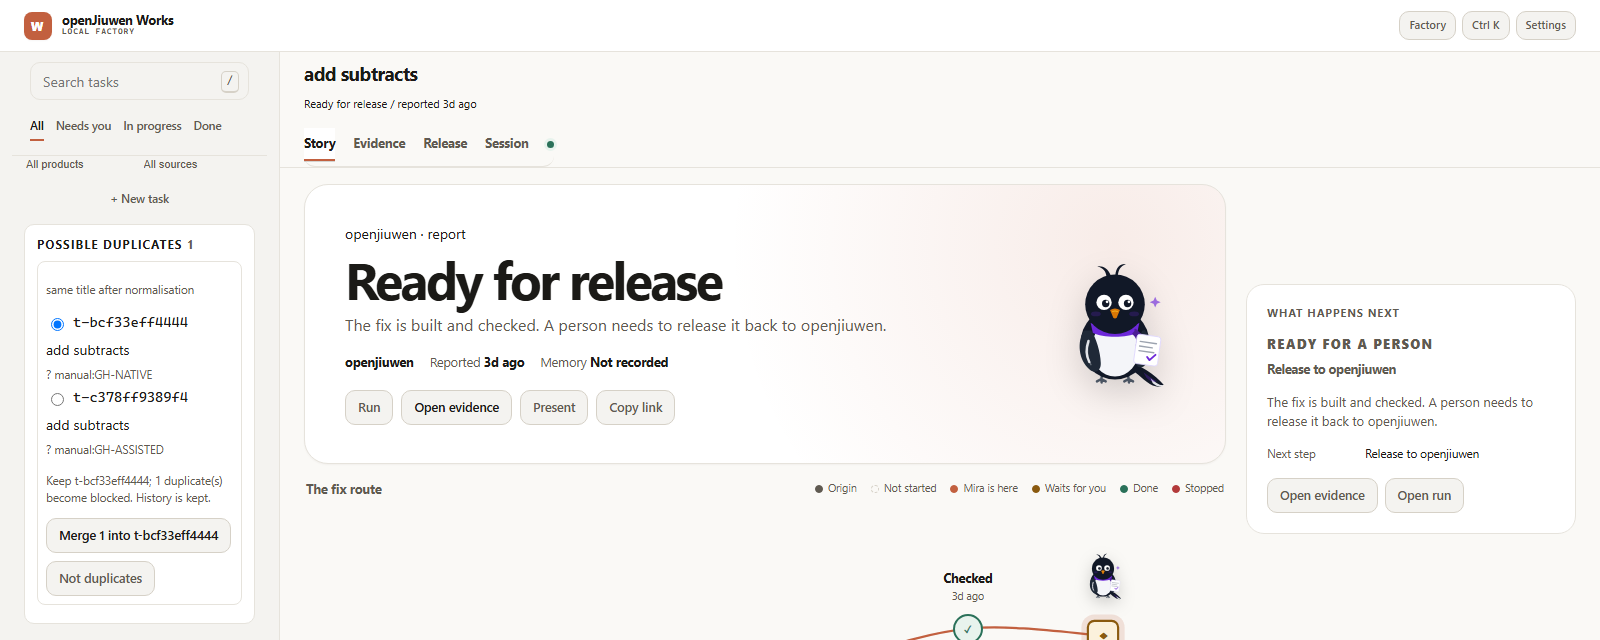 w
openJiuwen Works
LOCAL FACTORY
Factory
Ctrl K
Settings
Search tasks
/
All
Needs you
In progress
Done
All products
All sources
+ New task
POSSIBLE DUPLICATES 1
same title after normalisation
t-bcf33eff4444
add subtracts
? manual:GH-NATIVE
t-c378ff9389f4
add subtracts
? manual:GH-ASSISTED
Keep t-bcf33eff4444; 1 duplicate(s)
become blocked. History is kept.
Merge 1 into t-bcf33eff4444
Not duplicates
add subtracts
Ready for release / reported 3d ago
Story
Evidence
Release
Session
openjiuwen · report
Ready for release
The fix is built and checked. A person needs to release it back to openjiuwen.
openjiuwen Reported 3d ago Memory Not recorded
Run
Open evidence
Present
Copy link
The fix route
Origin
Not started
Mira is here
Waits for you
Done
Stopped
Checked
3d ago
WHAT HAPPENS NEXT
READY FOR A PERSON
Release to openjiuwen
The fix is built and checked. A person needs to
release it back to openjiuwen.
Next step Release to openjiuwen
Open evidence
Open run